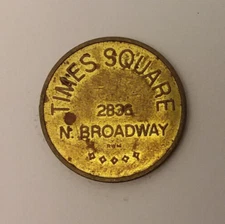 TIMES SQUARE
2836
N. BROADWAY